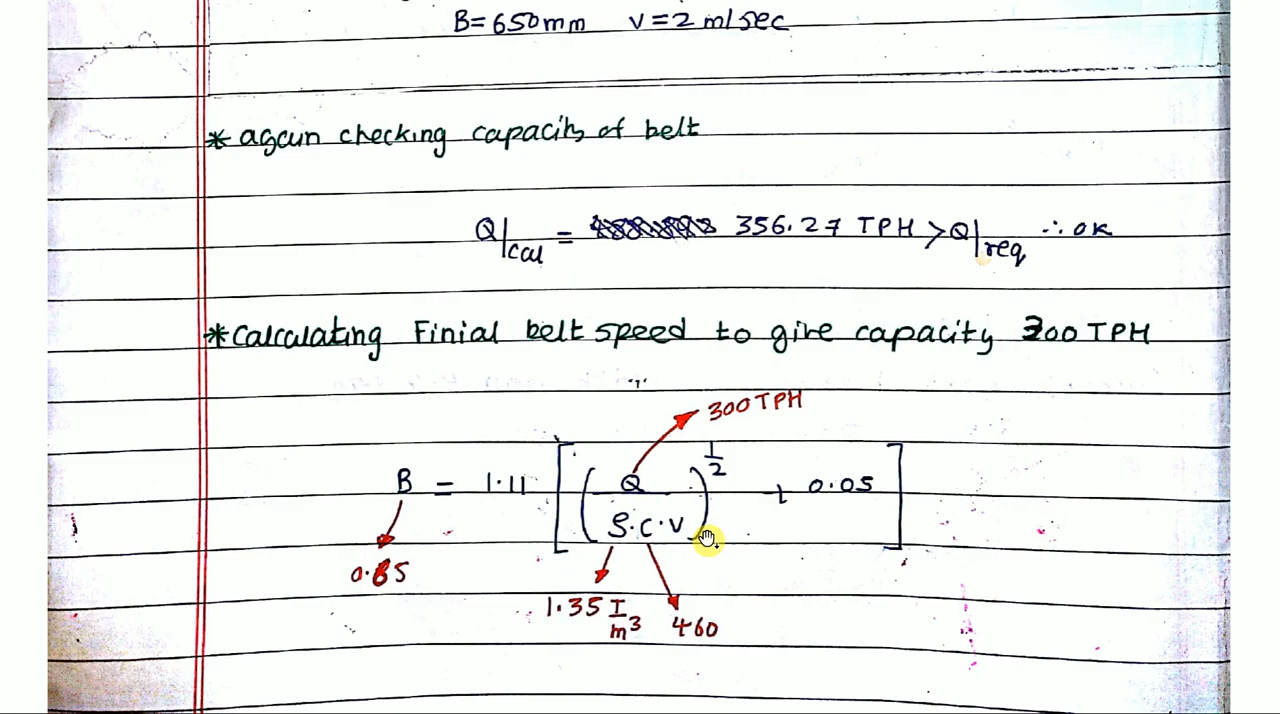 B=650mm V=2 m/sec
* again checking capacity of belt
Q/cal = 356.27 TPH > Q/req ∴ OK
* Calculating Finial belt speed to give capacity 300 TPH
300 TPH
B = 1.11 [ ( Q / ρ.C.V )^1/2 + 0.05 ]
0.65
1.35 T/m³ 460